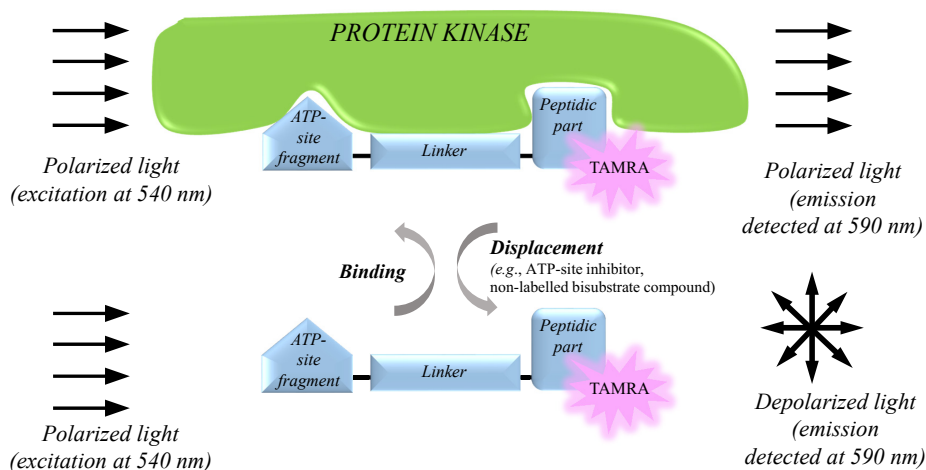 PROTEIN KINASE
ATP-
site
fragment
Linker
Peptidic
part
TAMRA
Polarized light
(excitation at 540 nm)
Polarized light
(emission
detected at 590 nm)
Binding
Displacement
(e.g., ATP-site inhibitor,
non-labelled bisubstrate compound)
ATP-
site
fragment
Linker
Peptidic
part
TAMRA
Polarized light
(excitation at 540 nm)
Depolarized light
(emission
detected at 590 nm)